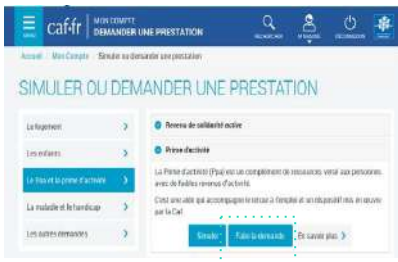 caf.fr MON COMPTE
DEMANDER UNE PRESTATION
MENU
Accueil Mon Compte Simuler ou demander une prestation
SIMULER OU DEMANDER UNE PRESTATION
Le logement
Les enfants
Le Rsa et la prime d'activité
La maladie et le handicap
Les autres demandes
Revenu de solidarité active
Prime d'activité
La Prime d'activité (Ppa) est un complément de ressources versé aux personnes
avec de faibles revenus d'activité.
C'est une aide qui accompagne le retour à l'emploi et un dispositif mis en œuvre
par la Caf.
Simuler Faire la demande En savoir plus